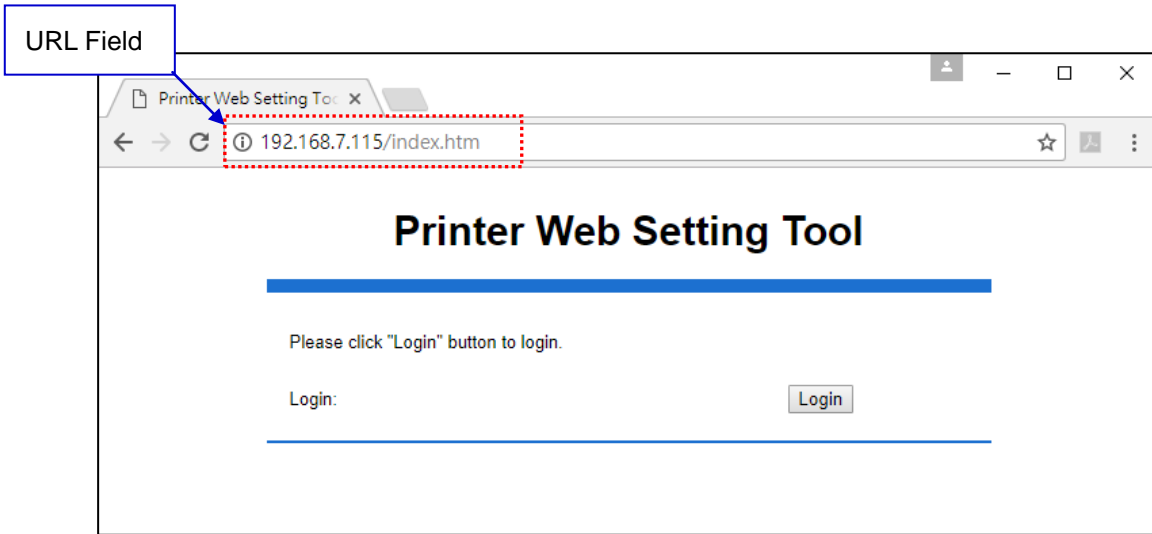 URL Field
Printer Web Setting Too
192.168.7.115/index.htm
Printer Web Setting Tool
Please click "Login" button to login.
Login:
Login